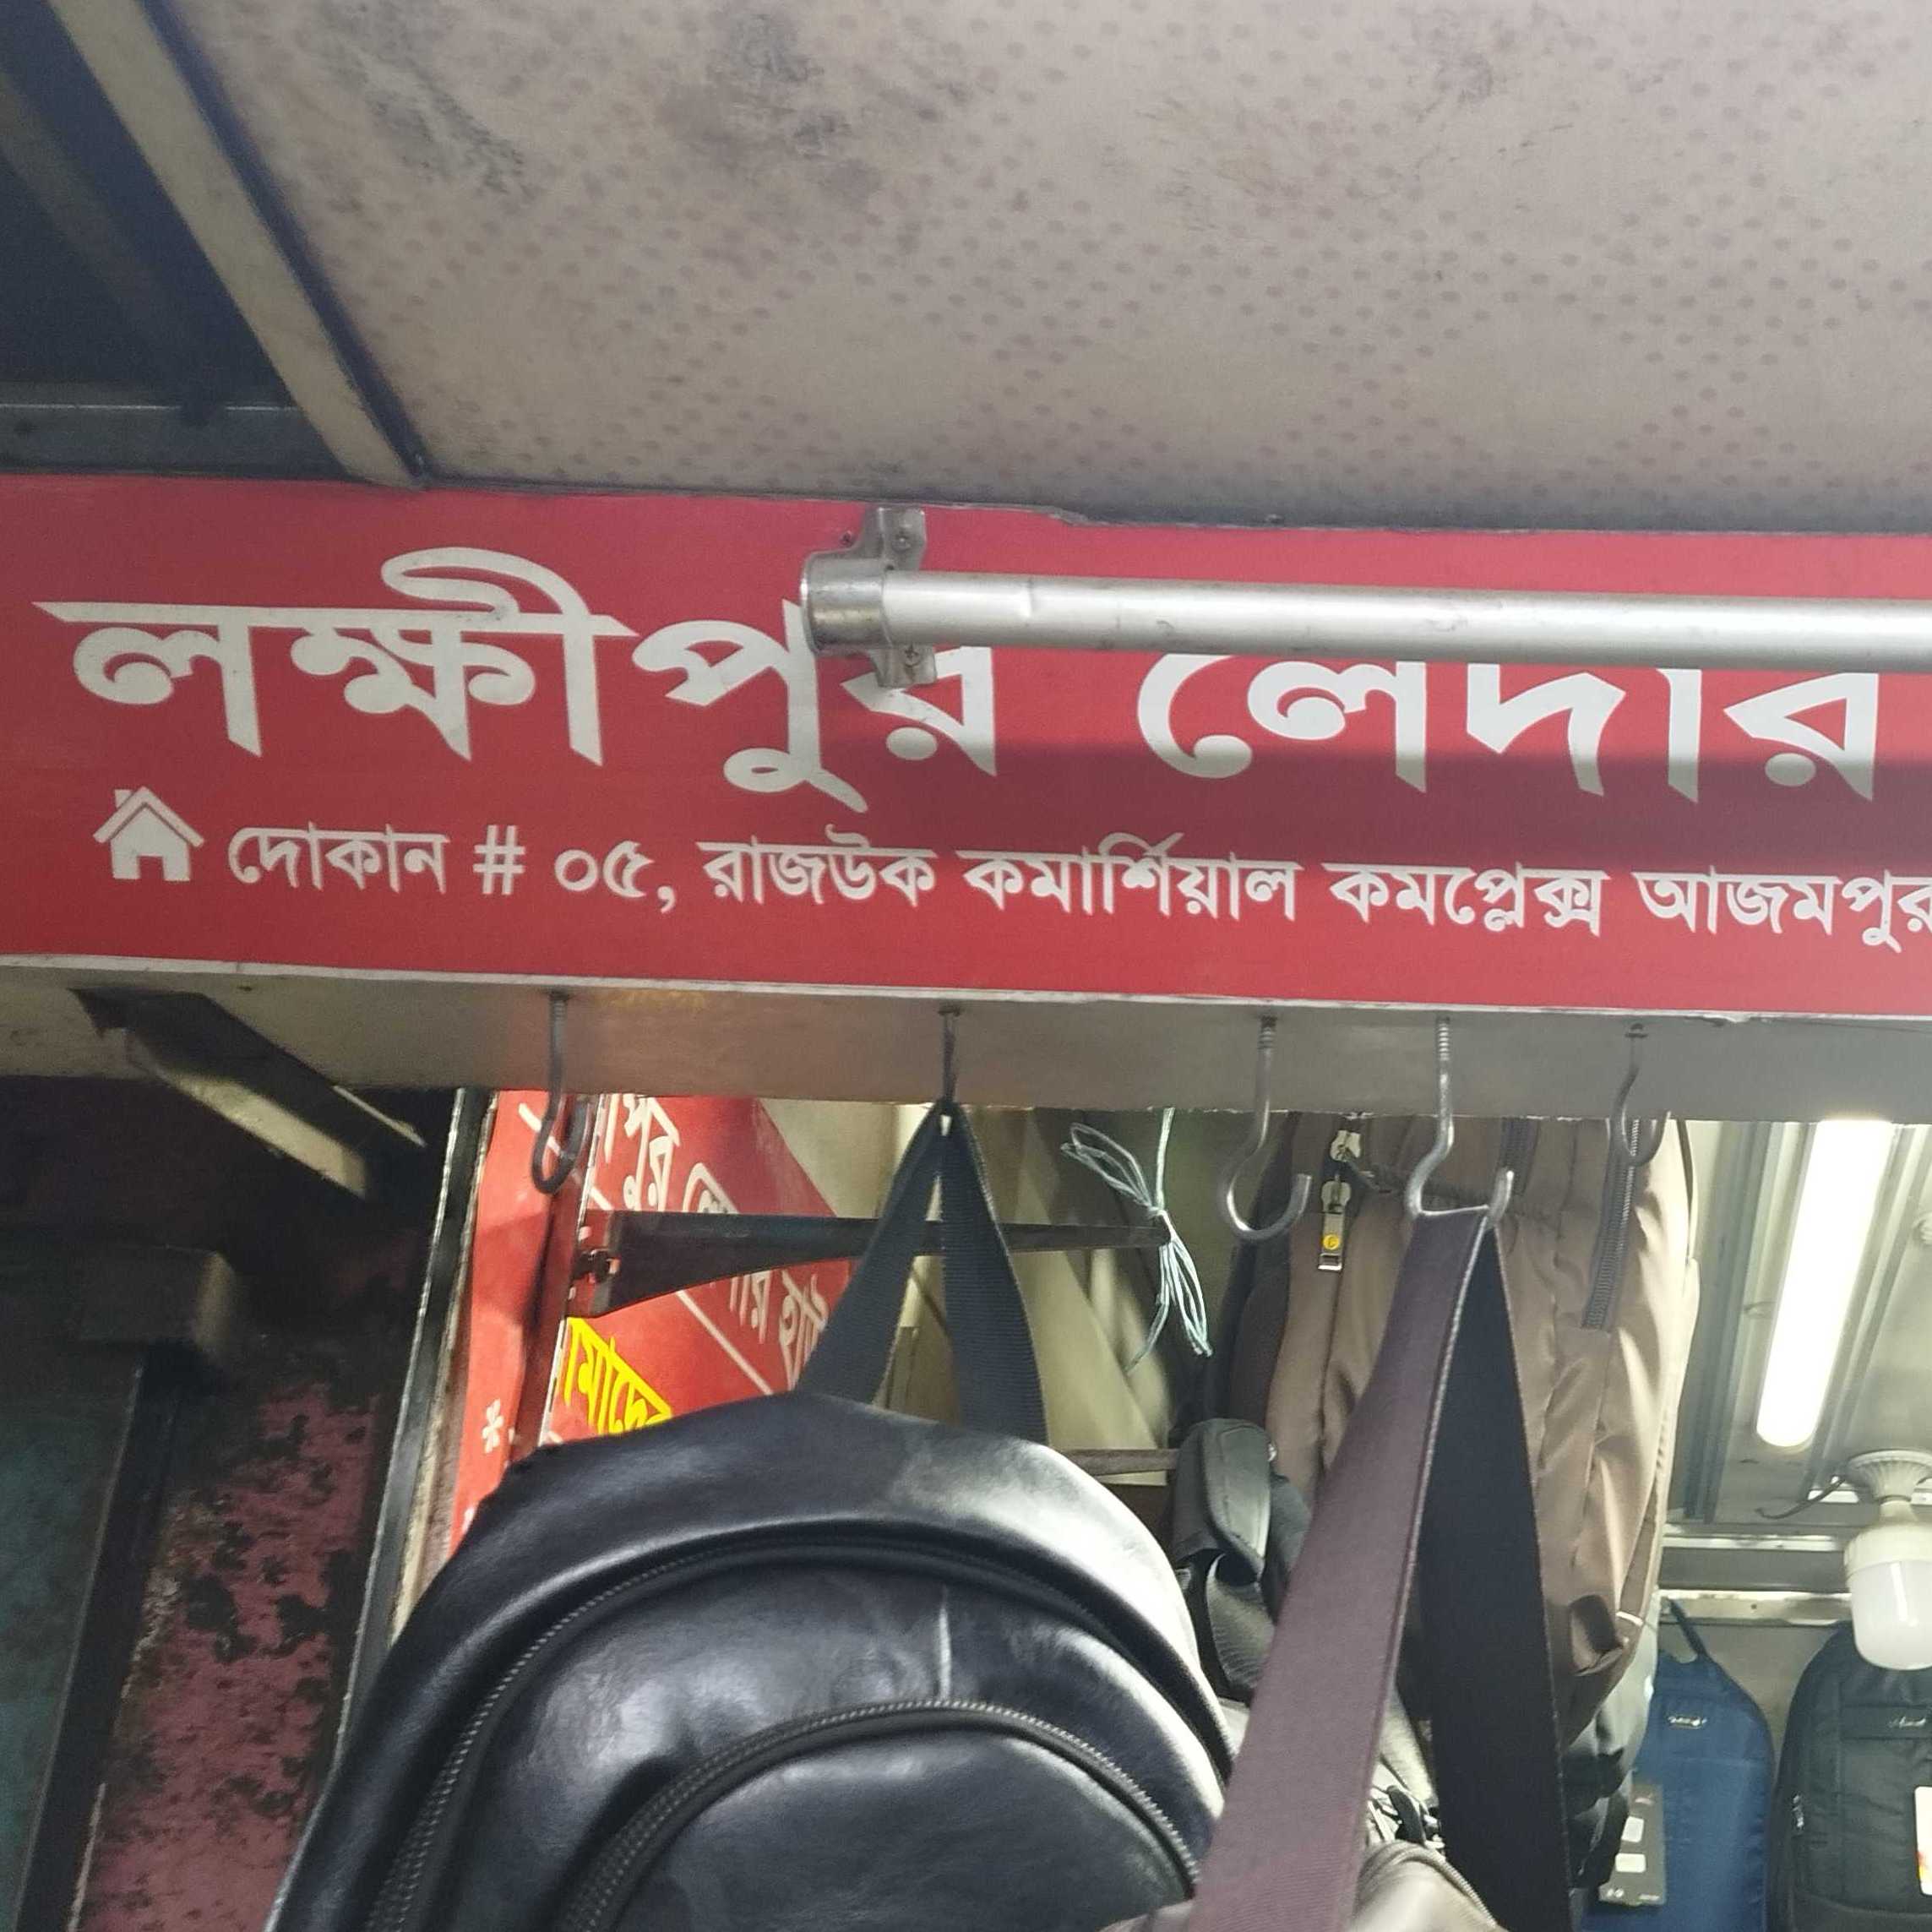 লক্ষীপুর লেদার
দোকান # ০৫, রাজউক কমার্শিয়াল কমপ্লেক্স আজমপুর
পুর